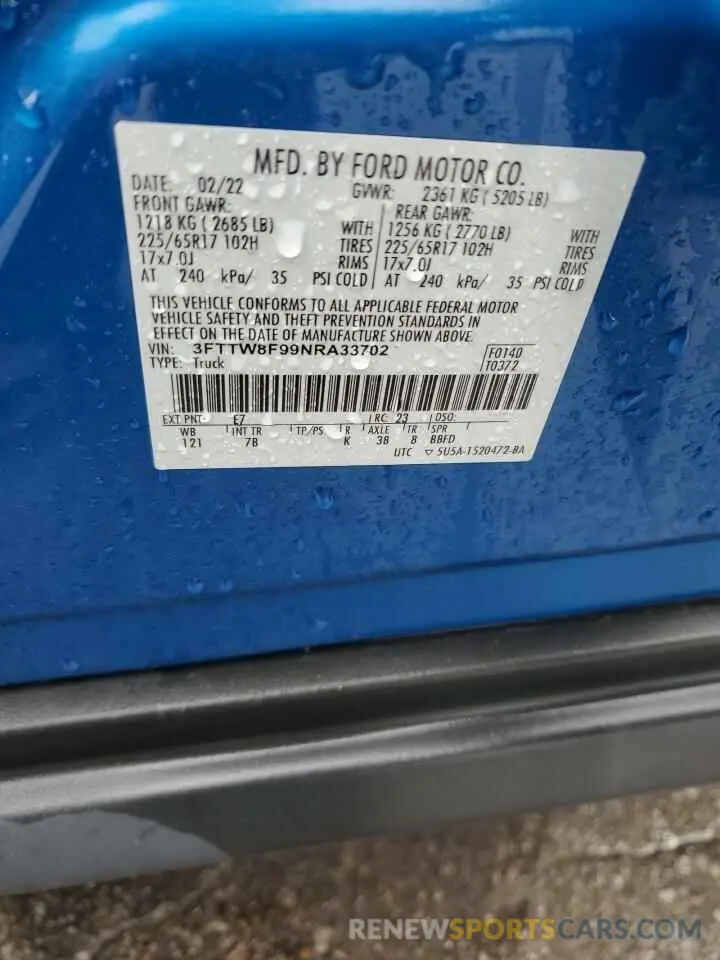 MFD. BY FORD MOTOR CO.
DATE: 02/22 GVWR: 2361 KG ( 5205 LB)
FRONT GAWR: REAR GAWR:
1218 KG ( 2685 LB) WITH 1256 KG ( 2770 LB) WITH
225/65R17 102H TIRES 225/65R17 102H TIRES
17x7.0J RIMS 17x7.0J RIMS
AT 240 kPa/ 35 PSI COLD AT 240 kPa/ 35 PSI COLD
THIS VEHICLE CONFORMS TO ALL APPLICABLE FEDERAL MOTOR
VEHICLE SAFETY AND THEFT PREVENTION STANDARDS IN
EFFECT ON THE DATE OF MANUFACTURE SHOWN ABOVE.
VIN: 3FTTW8F99NRA33702 F0140
TYPE: Truck T0372
EXT PNT: E7 RC: 23 DSO:
WB INT TR TP/PS R AXLE TR SPR
121 7B K 38 8 BBFD
UTC ▽ 5U5A-1520472-BA
RENEWSPORTSCARS.COM